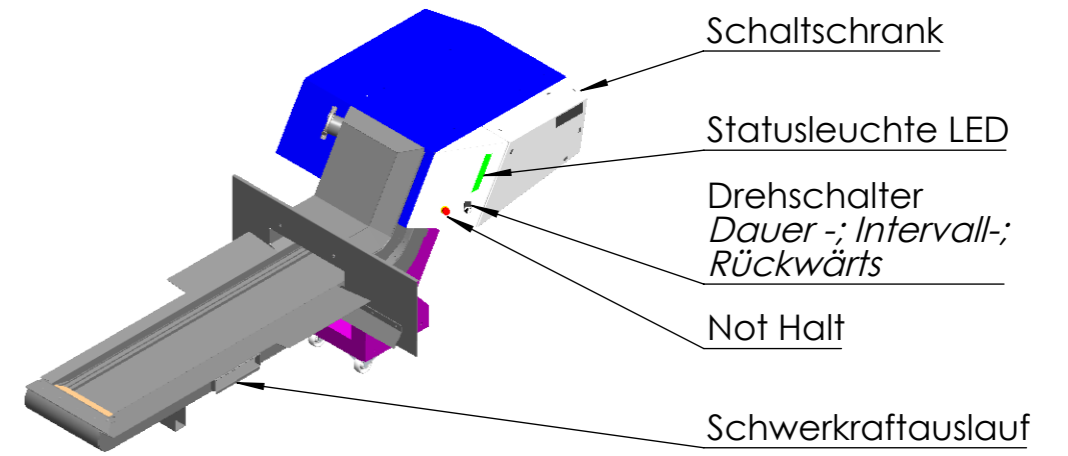 Schaltschrank
Statusleuchte LED
Drehschalter
Dauer -; Intervall-;
Rückwärts
Not Halt
Schwerkraftauslauf